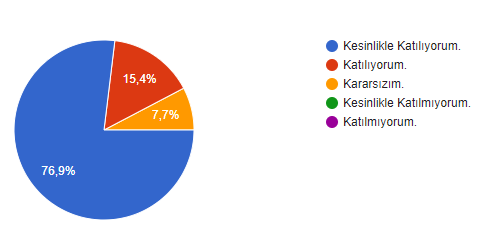 Kesinlikle Katılıyorum.
Katılıyorum.
Kararsızım.
Kesinlikle Katılmıyorum.
Katılmıyorum.
15,4%
7,7%
76,9%